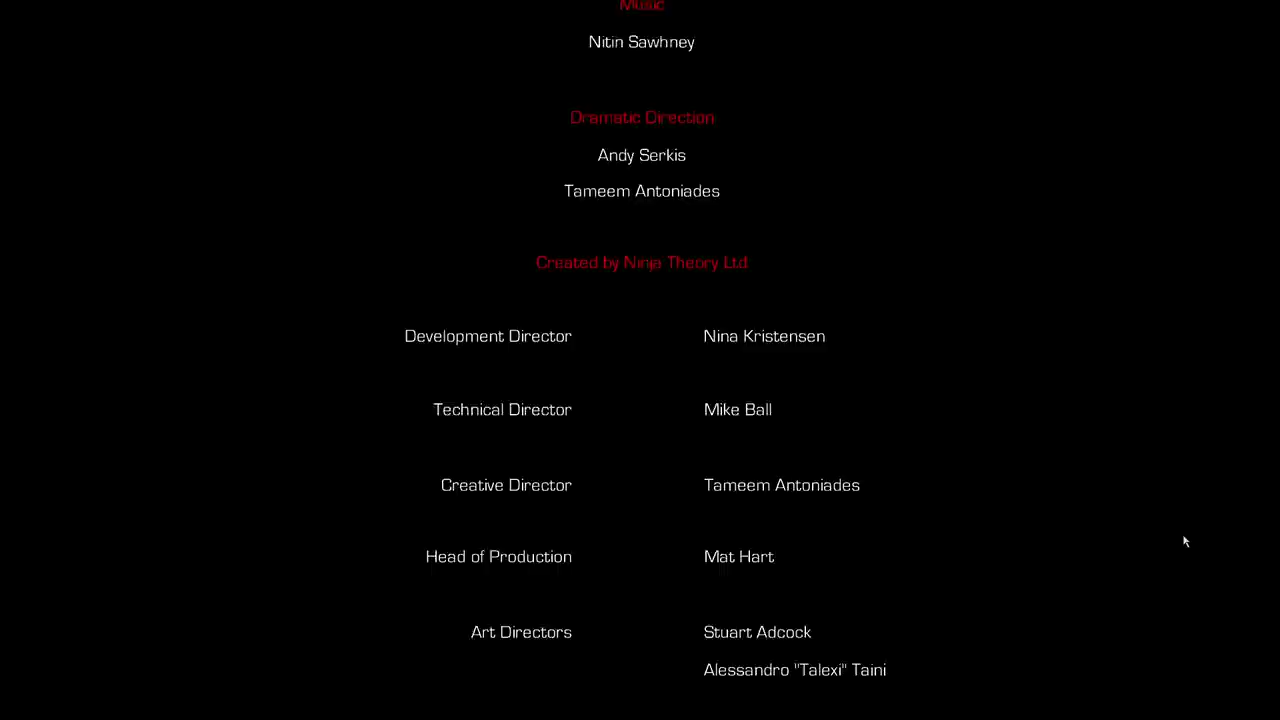 Music
Nitin Sawhney
Dramatic Direction
Andy Serkis
Tameem Antoniades
Created by Ninja Theory Ltd
Development Director Nina Kristensen
Technical Director Mike Ball
Creative Director Tameem Antoniades
Head of Production Mat Hart
Art Directors Stuart Adcock
Alessandro "Talexi" Taini